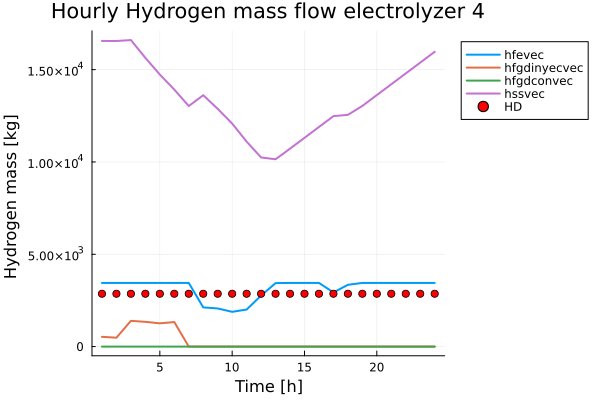 Hourly Hydrogen mass flow electrolyzer 4
Hydrogen mass [kg]
1.50×10⁴
1.00×10⁴
5.00×10³
0
5 10 15 20
Time [h]
hfevec
hfgdinyecvec
hfgdconvec
hssvec
HD